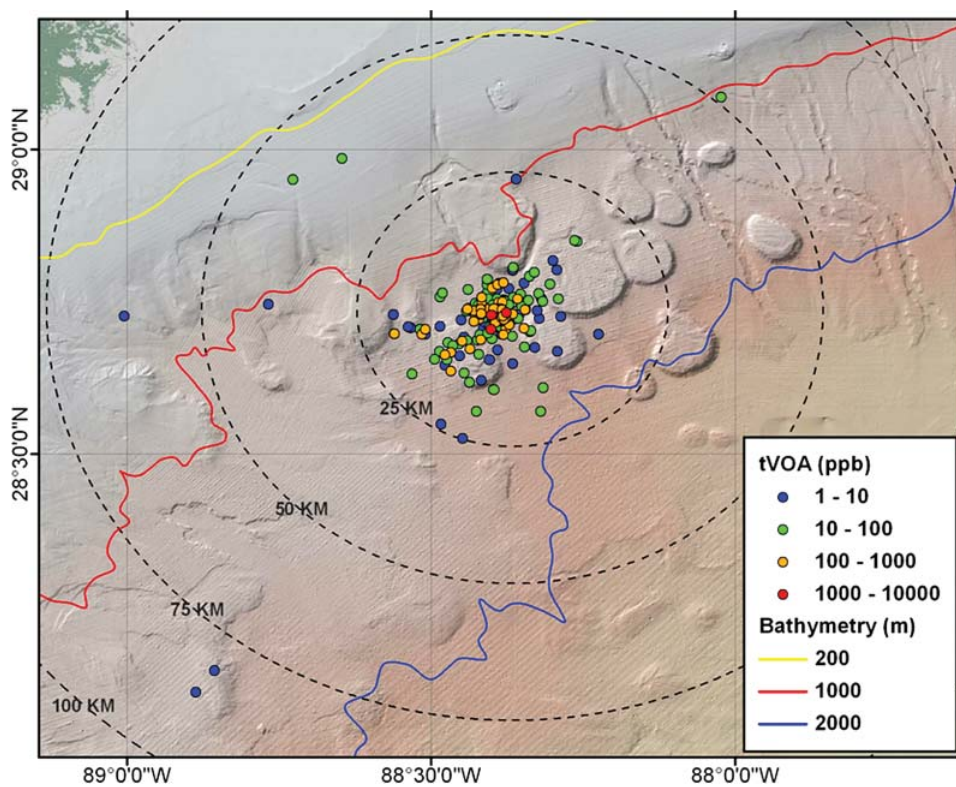 29°0'0"N
28°30'0"N
25 KM
50 KM
75 KM
100 KM
tVOA (ppb)
1 - 10
10 - 100
100 - 1000
1000 - 10000
Bathymetry (m)
200
1000
2000
89°0'0"W
88°30'0"W
88°0'0"W